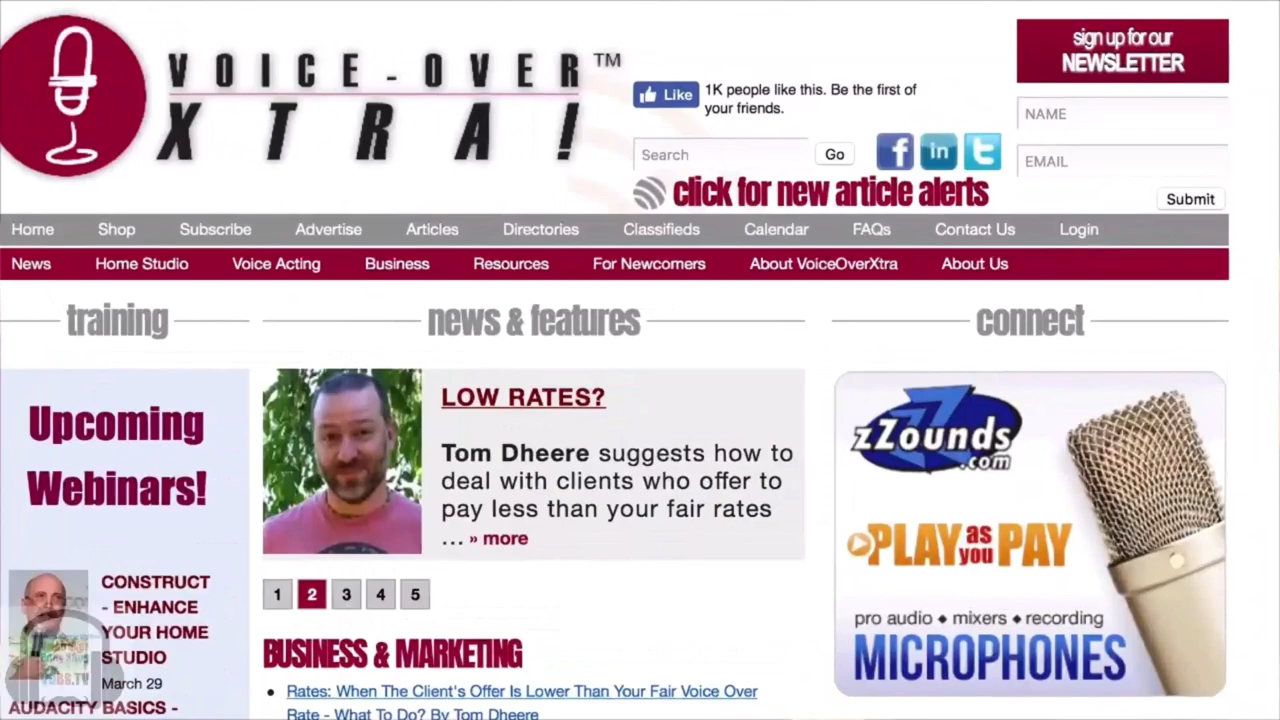 VOICE-OVER™
XTRA!
Like
1K people like this. Be the first of
your friends.
Search
Go
f
in
t
click for new article alerts
sign up for our
NEWSLETTER
NAME
EMAIL
Submit
Home Shop Subscribe Advertise Articles Directories Classifieds Calendar FAQs Contact Us Login
News Home Studio Voice Acting Business Resources For Newcomers About VoiceOverXtra About Us
training
Upcoming
Webinars!
CONSTRUCT
- ENHANCE
YOUR HOME
STUDIO
March 29
AUDACITY BASICS -
news & features
LOW RATES?
Tom Dheere suggests how to
deal with clients who offer to
pay less than your fair rates
... » more
1 2 3 4 5
BUSINESS & MARKETING
• Rates: When The Client's Offer Is Lower Than Your Fair Voice Over
Rate - What To Do? By Tom Dheere
connect
zZounds
.com
PLAY as you PAY
pro audio ◆ mixers ◆ recording
MICROPHONES